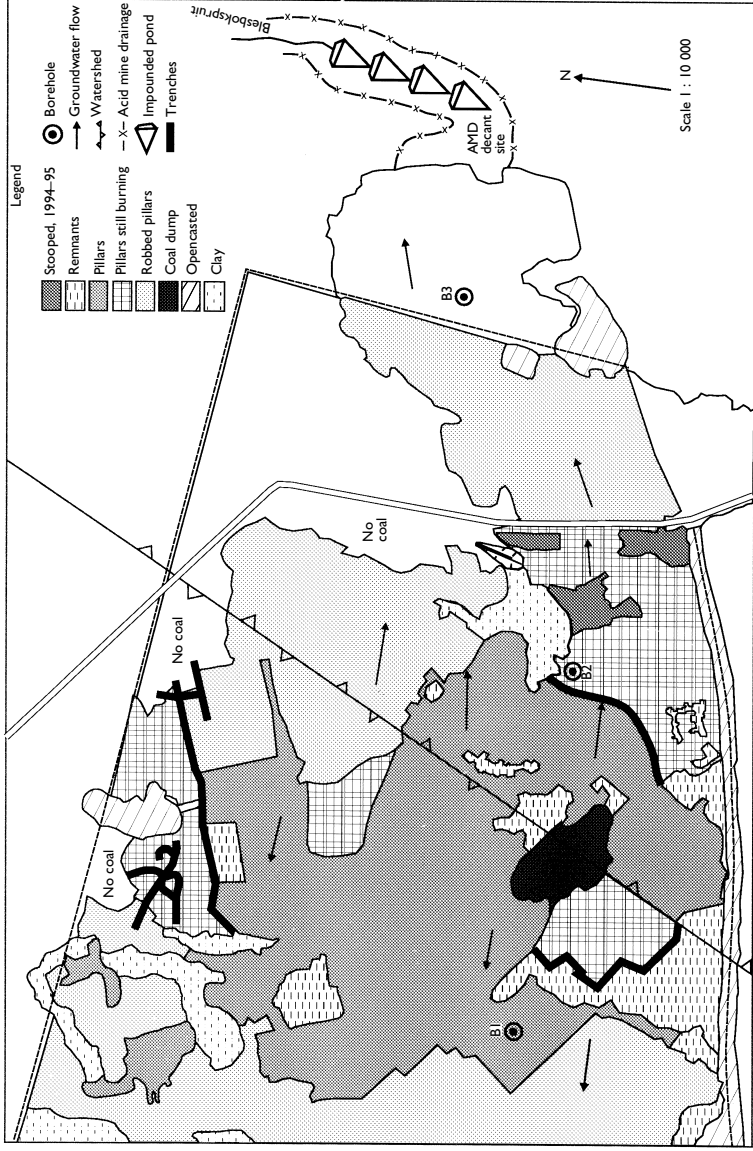 Legend
Stooped, 1994–95
Remnants
Pillars
Pillars still burning
Robbed pillars
Coal dump
Opencasted
Clay
Borehole
Groundwater flow
Watershed
Acid mine drainage
Impounded pond
Trenches
Blesbokspruit
AMD
decant
site
N
Scale 1 : 10 000
B3
No
coal
No coal
No coal
B2
B1